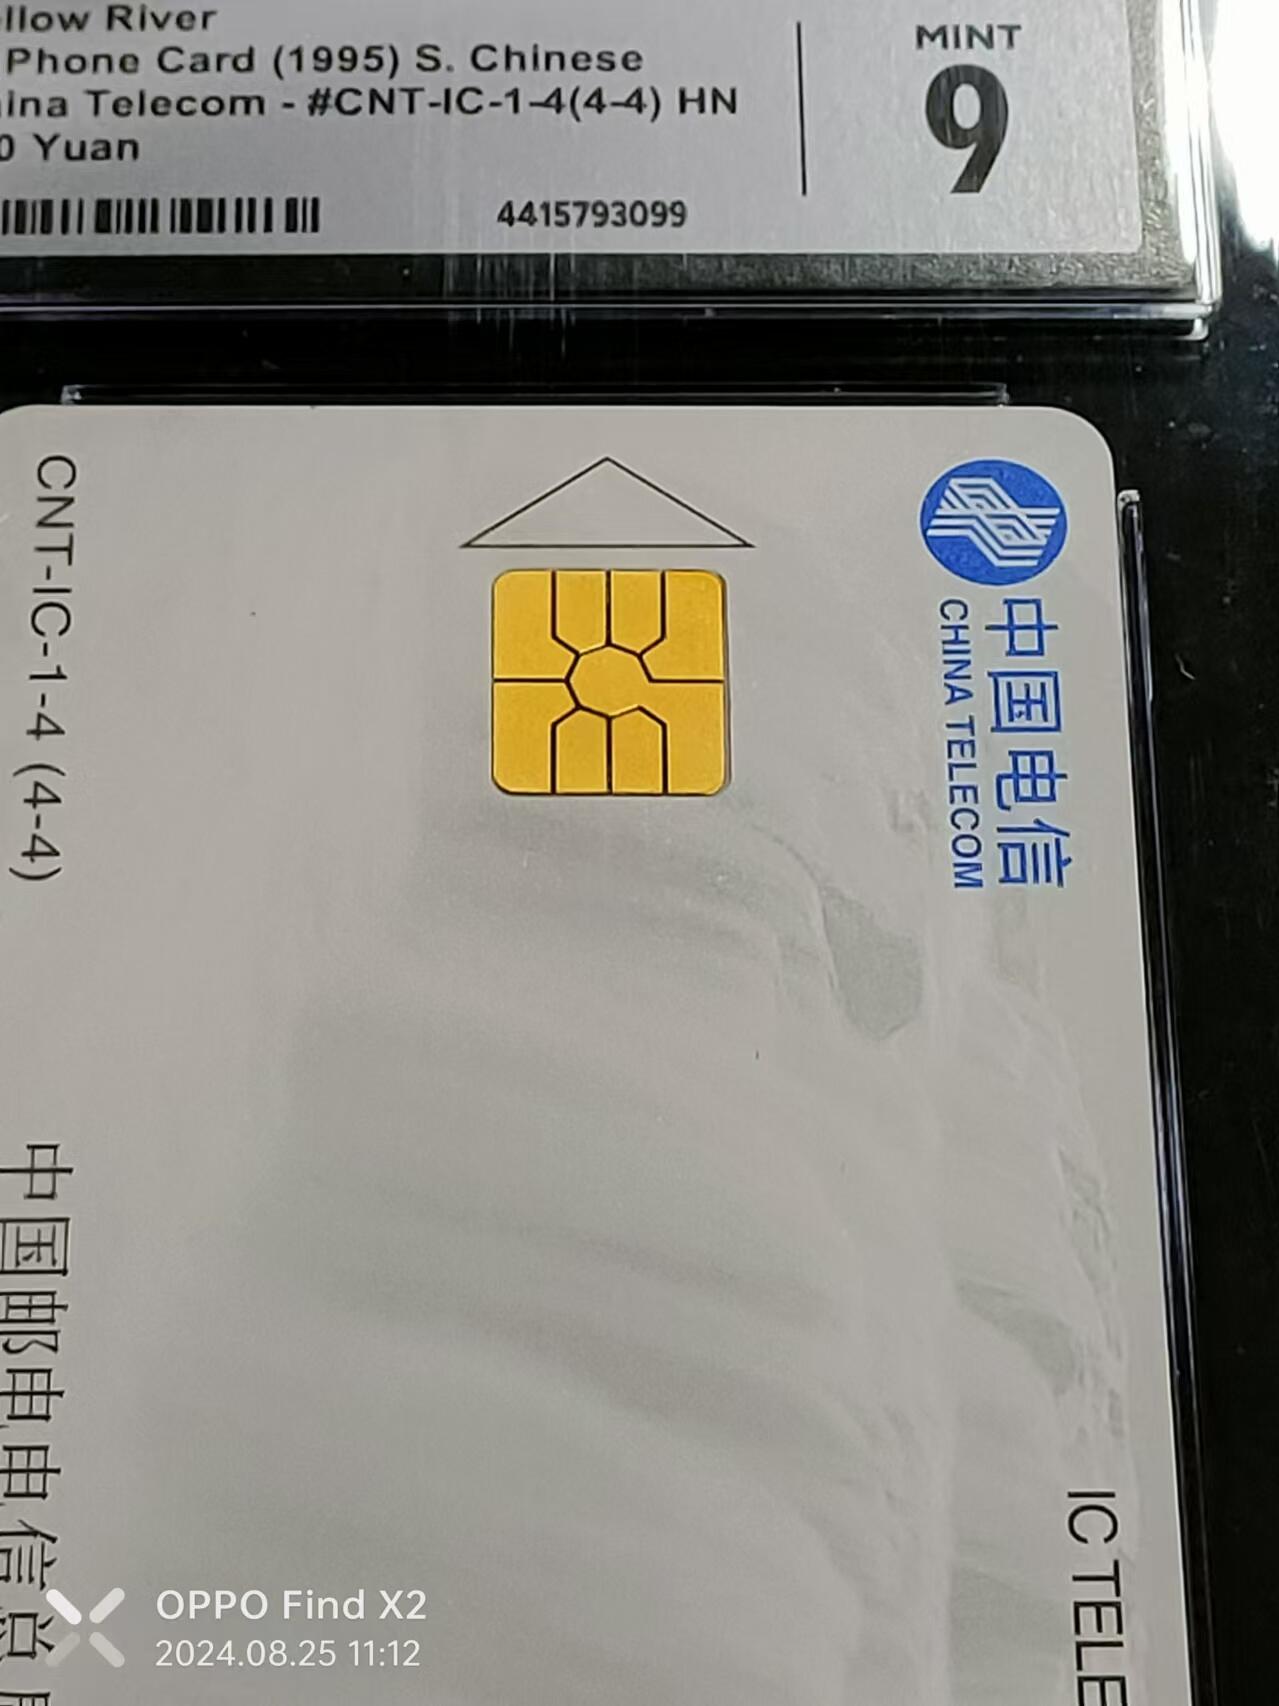 llow River
Phone Card (1995) S. Chinese
ina Telecom - #CNT-IC-1-4(4-4) HN
0 Yuan
4415793099
MINT
9
CNT-IC-1-4 (4-4)
中国电信
CHINA TELECOM
中国邮电电信总
IC TELE
OPPO Find X2
2024.08.25 11:12